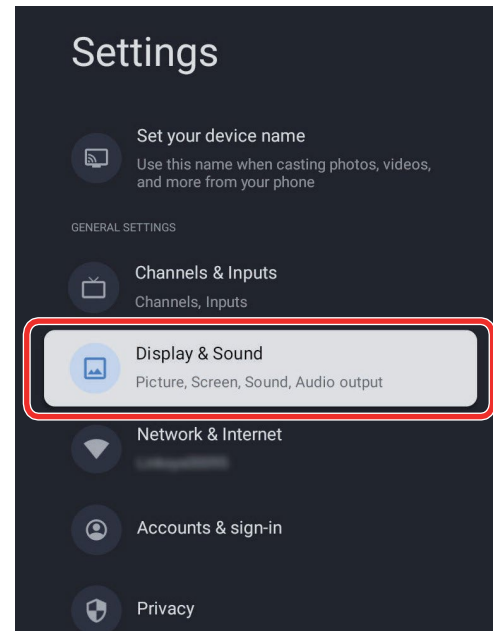 Settings
Set your device name
Use this name when casting photos, videos,
and more from your phone
GENERAL SETTINGS
Channels & Inputs
Channels, Inputs
Display & Sound
Picture, Screen, Sound, Audio output
Network & Internet
Accounts & sign-in
Privacy